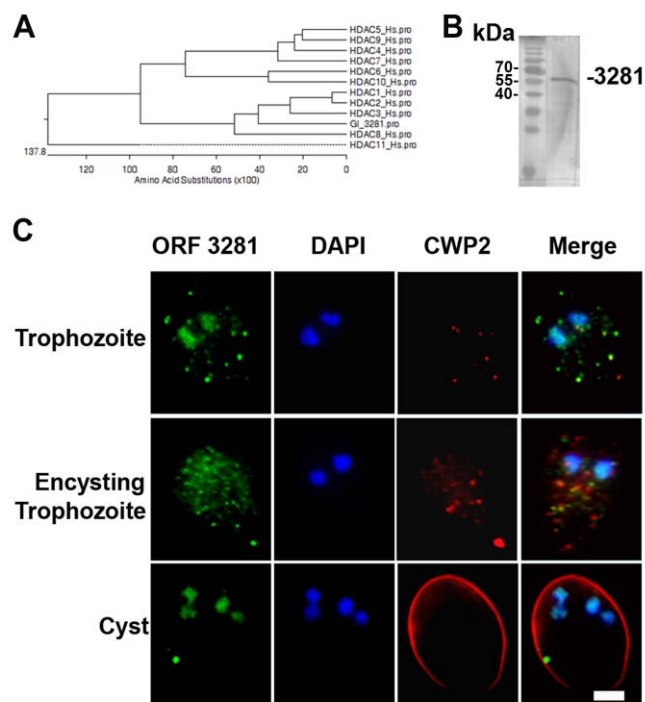 A
HDAC5_Hs.pro
HDAC9_Hs.pro
HDAC4_Hs.pro
HDAC7_Hs.pro
HDAC6_Hs.pro
HDAC10_Hs.pro
HDAC1_Hs.pro
HDAC2_Hs.pro
HDAC3_Hs.pro
Gl_3281.pro
HDAC8_Hs.pro
HDAC11_Hs.pro
137.8
120 100 80 60 40 20 0
Amino Acid Substitutions (x100)
B kDa
70-
55-
40-
-3281
C
ORF 3281 DAPI CWP2 Merge
Trophozoite
Encysting
Trophozoite
Cyst